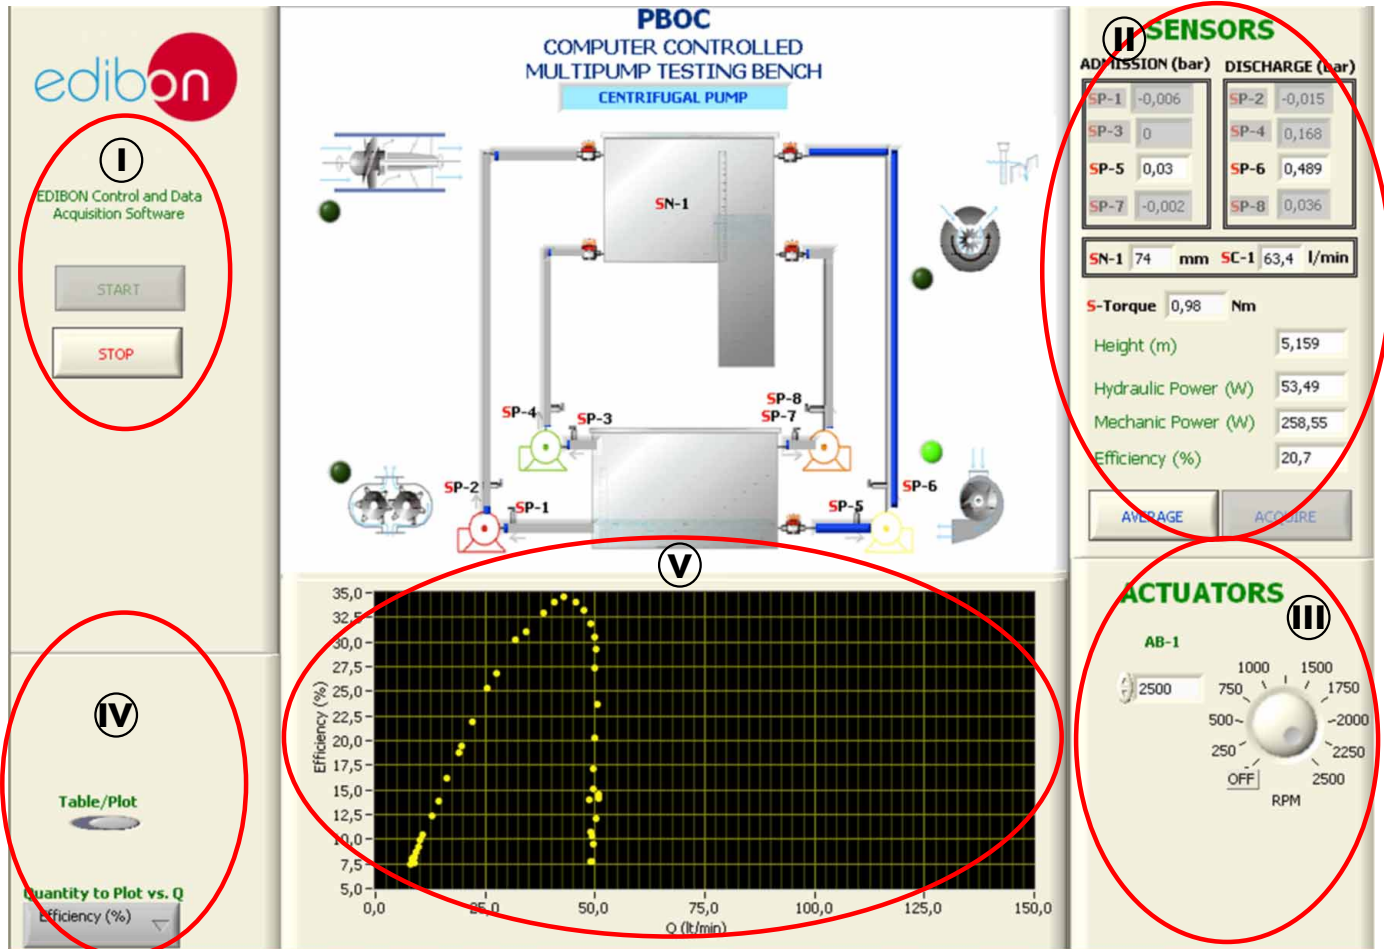 edibon
I
EDIBON Control and Data
Acquisition Software
START
STOP
IV
Table/Plot
Quantity to Plot vs. Q
Efficiency (%)
PBOC
COMPUTER CONTROLLED
MULTIPUMP TESTING BENCH
CENTRIFUGAL PUMP
SN-1
SP-4
SP-3
SP-8
SP-7
SP-2
SP-1
SP-5
SP-6
V
Efficiency (%)
35,0
32,5
30,0
27,5
25,0
22,5
20,0
17,5
15,0
12,5
10,0
7,5
5,0
0,0 25,0 50,0 75,0 100,0 125,0 150,0
Q (lt/min)
II
SENSORS
ADMISSION (bar) DISCHARGE (bar)
SP-1 -0,006 SP-2 -0,015
SP-3 0 SP-4 0,168
SP-5 0,03 SP-6 0,489
SP-7 -0,002 SP-8 0,036
SN-1 74 mm SC-1 63,4 l/min
S-Torque 0,98 Nm
Height (m) 5,159
Hydraulic Power (W) 53,49
Mechanic Power (W) 258,55
Efficiency (%) 20,7
AVERAGE ACQUIRE
ACTUATORS
III
AB-1
2500
1000 1500
750 1750
500 2000
250 2250
OFF 2500
RPM